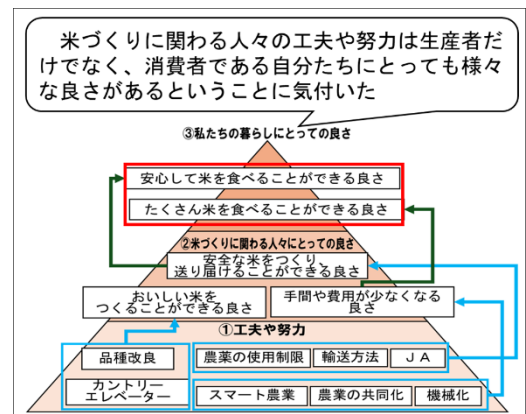 米づくりに関わる人々の工夫や努力は生産者だ
けでなく、消費者である自分たちにとっても様々
な良さがあるということに気付いた
③私たちの暮らしにとっての良さ
安心して米を食べることができる良さ
たくさん米を食べることができる良さ
②米づくりに関わる人々にとっての良さ
安全な米をつくり、
送り届けることができる良さ
おいしい米を
つくることができる良さ
手間や費用が少なくなる
良さ
①工夫や努力
品種改良
農薬の使用制限
輸送方法
ＪＡ
カントリー
エレベーター
スマート農業
農業の共同化
機械化